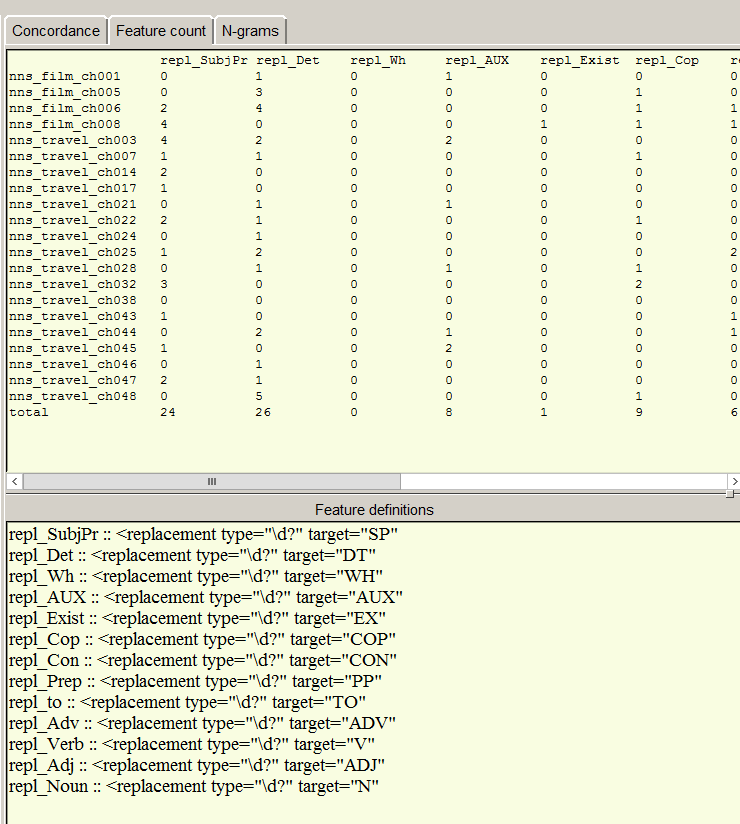 Concordance Feature count N-grams
repl_SubjPr repl_Det repl_Wh repl_AUX repl_Exist repl_Cop
nns_film_ch001 0 1 0 1 0 0 0
nns_film_ch005 0 3 0 0 0 1 0
nns_film_ch006 2 4 0 0 0 1 1
nns_film_ch008 4 0 0 0 1 1 1
nns_travel_ch003 4 2 0 2 0 0 0
nns_travel_ch007 1 1 0 0 0 1 0
nns_travel_ch014 2 0 0 0 0 0 0
nns_travel_ch017 1 0 0 0 0 0 0
nns_travel_ch021 0 1 0 1 0 0 0
nns_travel_ch022 2 1 0 0 0 1 0
nns_travel_ch024 0 1 0 0 0 0 0
nns_travel_ch025 1 2 0 0 0 0 2
nns_travel_ch028 0 1 0 1 0 1 0
nns_travel_ch032 3 0 0 0 0 2 0
nns_travel_ch038 0 0 0 0 0 0 0
nns_travel_ch043 1 0 0 0 0 0 1
nns_travel_ch044 0 2 0 1 0 0 1
nns_travel_ch045 1 0 0 2 0 0 0
nns_travel_ch046 0 1 0 0 0 0 0
nns_travel_ch047 2 1 0 0 0 0 0
nns_travel_ch048 0 5 0 0 0 1 0
total 24 26 0 8 1 9 6
Feature definitions
repl_SubjPr :: <replacement type="\d?" target="SP"
repl_Det :: <replacement type="\d?" target="DT"
repl_Wh :: <replacement type="\d?" target="WH"
repl_AUX :: <replacement type="\d?" target="AUX"
repl_Exist :: <replacement type="\d?" target="EX"
repl_Cop :: <replacement type="\d?" target="COP"
repl_Con :: <replacement type="\d?" target="CON"
repl_Prep :: <replacement type="\d?" target="PP"
repl_to :: <replacement type="\d?" target="TO"
repl_Adv :: <replacement type="\d?" target="ADV"
repl_Verb :: <replacement type="\d?" target="V"
repl_Adj :: <replacement type="\d?" target="ADJ"
repl_Noun :: <replacement type="\d?" target="N"